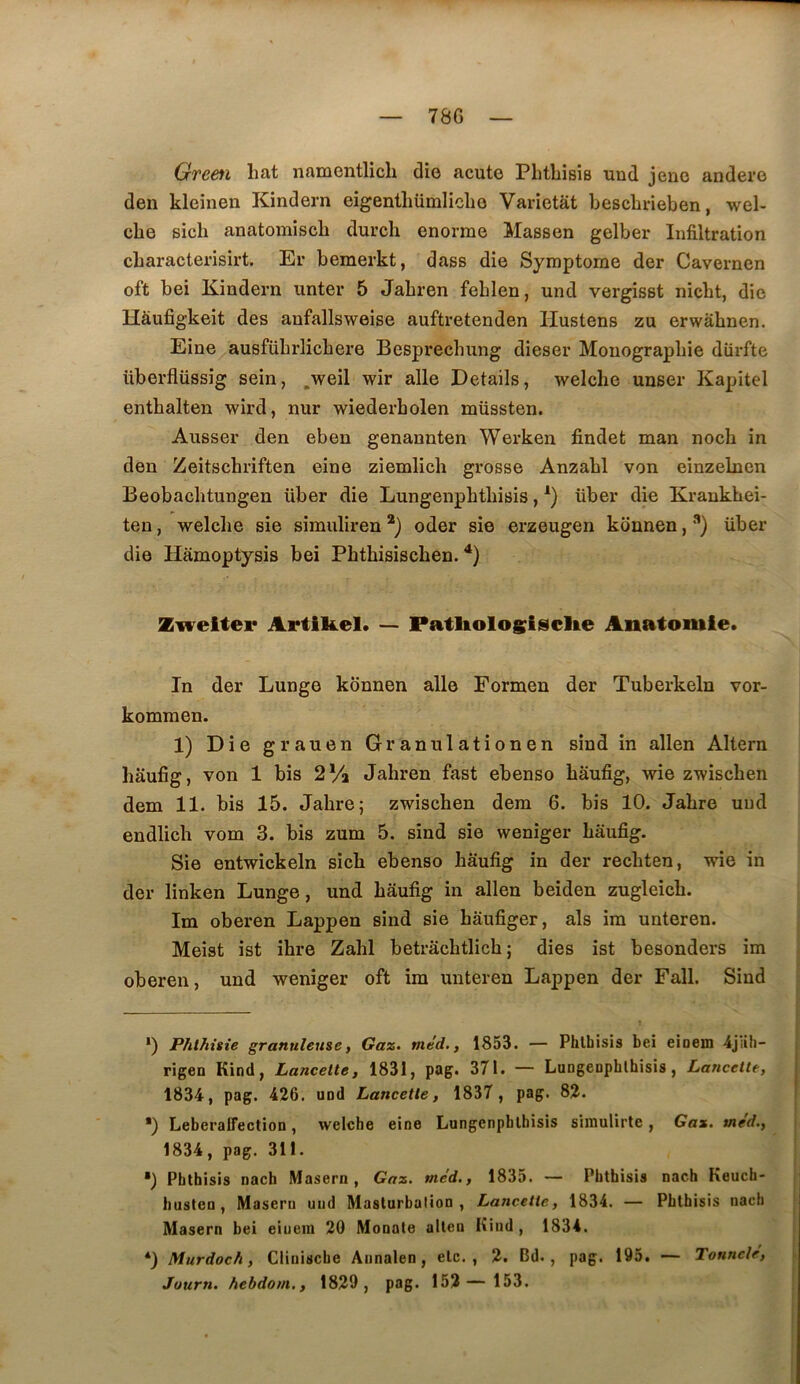 — 786 —
Green hat namentlich die acute Phthisis und jene andere
den kleinen Kindern eigenthümliche Varietät beschrieben, wel-
che sich anatomisch durch enorme Massen gelber Infiltration
characterisirt. Er bemerkt, dass die Symptome der Cavernen
oft bei Kindern unter 5 Jahren fehlen, und vergisst nicht, die
Häufigkeit des anfallsweise auftretenden Hustens zu erwähnen.
Eine ausführlichere Besprechung dieser Monographie dürfte
überflüssig sein, weil wir alle Details, welche unser Kapitel
enthalten wird, nur wiederholen müssten.
Ausser den eben genannten Werken findet man noch in
den Zeitschriften eine ziemlich grosse Anzahl von einzelnen
Beobachtungen über die Lungenphthisis, ¹) über die Krankhei-
ten, welche sie simuliren ²) oder sie erzeugen können, ³) über
die Hämoptysis bei Phthisischen. ⁴)
Zweiter Artikel. — Pathologische Anatomie.
In der Lunge können alle Formen der Tuberkeln vor-
kommen.
1) Die grauen Granulationen sind in allen Altern
häufig, von 1 bis 2½ Jahren fast ebenso häufig, wie zwischen
dem 11. bis 15. Jahre; zwischen dem 6. bis 10. Jahre und
endlich vom 3. bis zum 5. sind sie weniger häufig.
Sie entwickeln sich ebenso häufig in der rechten, wie in
der linken Lunge, und häufig in allen beiden zugleich.
Im oberen Lappen sind sie häufiger, als im unteren.
Meist ist ihre Zahl beträchtlich; dies ist besonders im
oberen, und weniger oft im unteren Lappen der Fall. Sind
¹) Phthisie granuleuse, Gaz. méd., 1853. — Phthisis bei einem 4jäh-
rigen Kind, Lancette, 1831, pag. 371. — Lungenphthisis, Lancette,
1834, pag. 426. und Lancette, 1837, pag. 82.
²) Leberaffection, welche eine Lungenphthisis simulirte, Gaz. méd.,
1834, pag. 311.
³) Phthisis nach Masern, Gaz. méd., 1835. — Phthisis nach Keuch-
husten, Masern und Masturbation, Lancette, 1834. — Phthisis nach
Masern bei einem 20 Monate alten Kind, 1834.
⁴) Murdoch, Clinische Annalen, etc., 2. Bd., pag. 195. — Tonnelé,
Journ. hebdom., 1829, pag. 152 — 153.